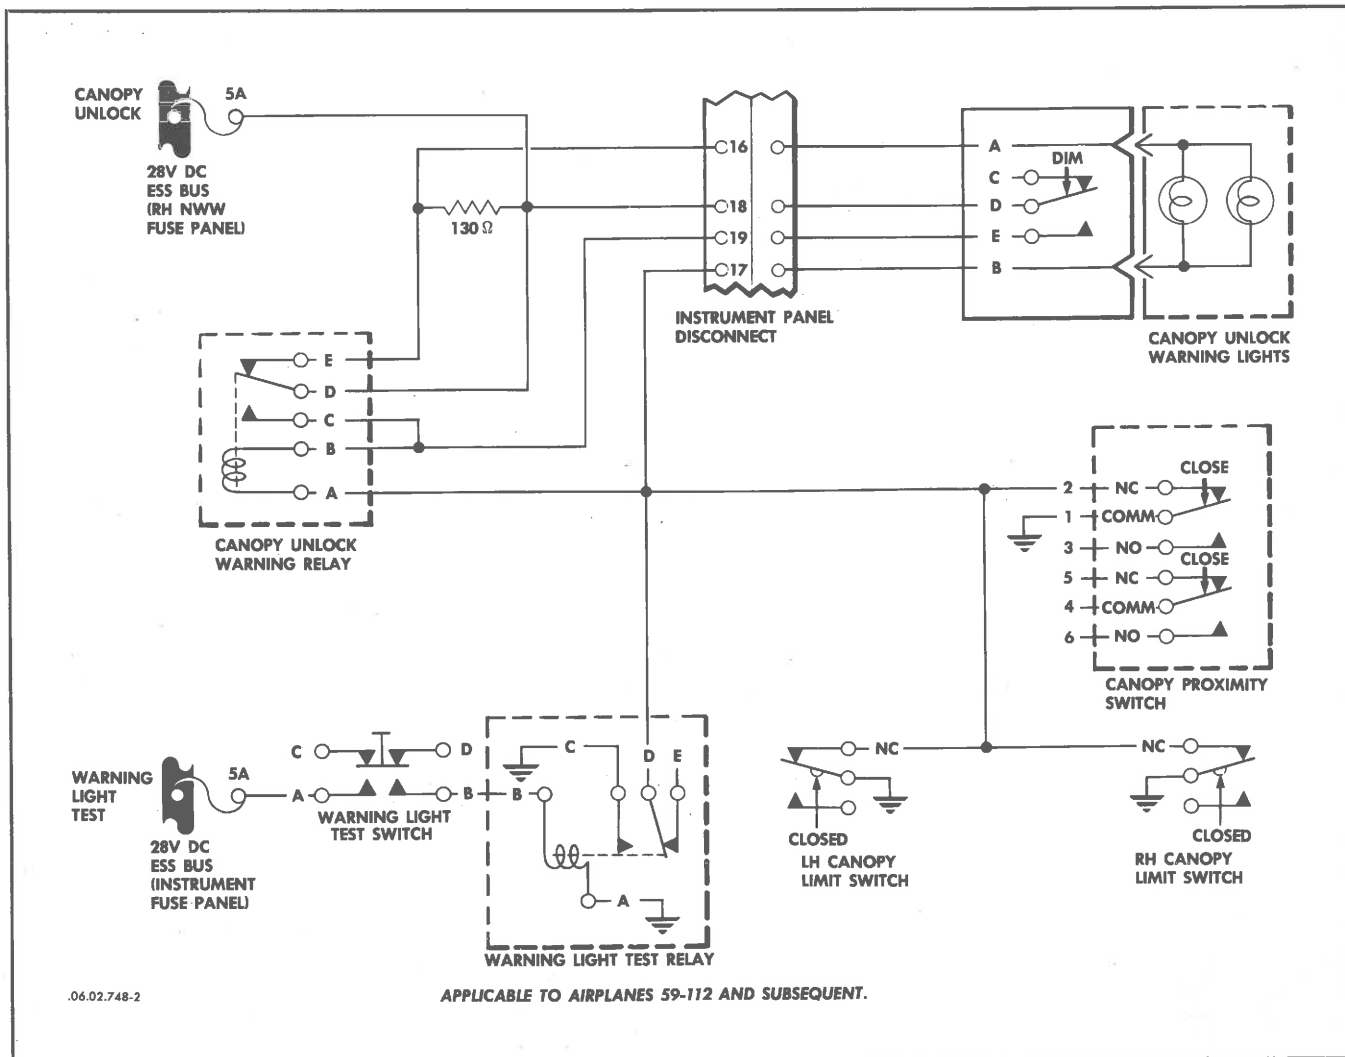 CANOPY
UNLOCK
5A
28V DC
ESS BUS
(RH NWW
FUSE PANEL)
130 Ω
16
18
19
17
INSTRUMENT PANEL
DISCONNECT
A
DIM
C
D
E
B
CANOPY UNLOCK
WARNING LIGHTS
E
D
C
B
A
CANOPY UNLOCK
WARNING RELAY
CLOSE
2 NC
1 COMM
3 NO
CLOSE
5 NC
4 COMM
6 NO
CANOPY PROXIMITY
SWITCH
WARNING
LIGHT
TEST
5A
28V DC
ESS BUS
(INSTRUMENT
FUSE PANEL)
C D
A B
WARNING LIGHT
TEST SWITCH
C D E
B
A
WARNING LIGHT TEST RELAY
NC
CLOSED
LH CANOPY
LIMIT SWITCH
NC
CLOSED
RH CANOPY
LIMIT SWITCH
.06.02.748-2
APPLICABLE TO AIRPLANES 59-112 AND SUBSEQUENT.